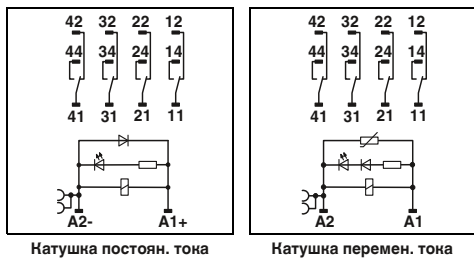 42 32 22 12
44 34 24 14
41 31 21 11
A2- A1+
Катушка постоян. тока
42 32 22 12
44 34 24 14
41 31 21 11
A2 A1
Катушка перемен. тока